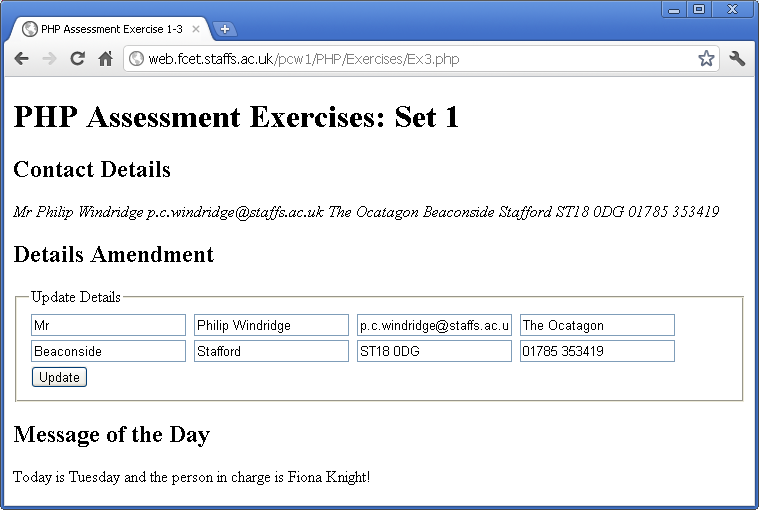 PHP Assessment Exercise 1-3
web.fcet.staffs.ac.uk/pcw1/PHP/Exercises/Ex3.php
PHP Assessment Exercises: Set 1
Contact Details
Mr Philip Windridge p.c.windridge@staffs.ac.uk The Ocatagon Beaconside Stafford ST18 0DG 01785 353419
Details Amendment
Update Details
Mr Philip Windridge p.c.windridge@staffs.ac.u The Ocatagon
Beaconside Stafford ST18 0DG 01785 353419
Update
Message of the Day
Today is Tuesday and the person in charge is Fiona Knight!